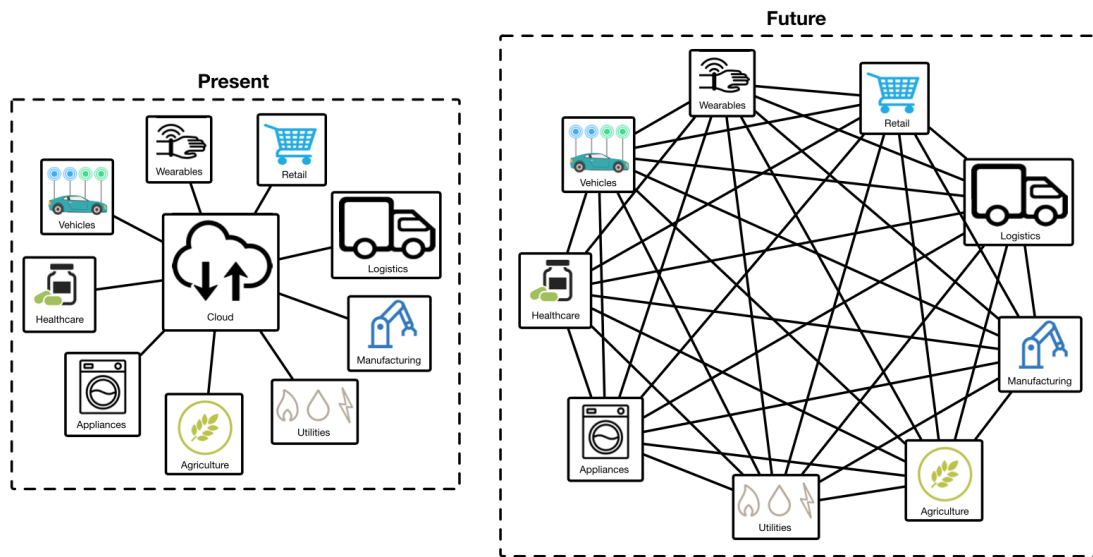 Present
Wearables
Retail
Vehicles
Logistics
Cloud
Healthcare
Manufacturing
Appliances
Utilities
Agriculture
Future
Wearables
Retail
Vehicles
Logistics
Healthcare
Manufacturing
Appliances
Agriculture
Utilities